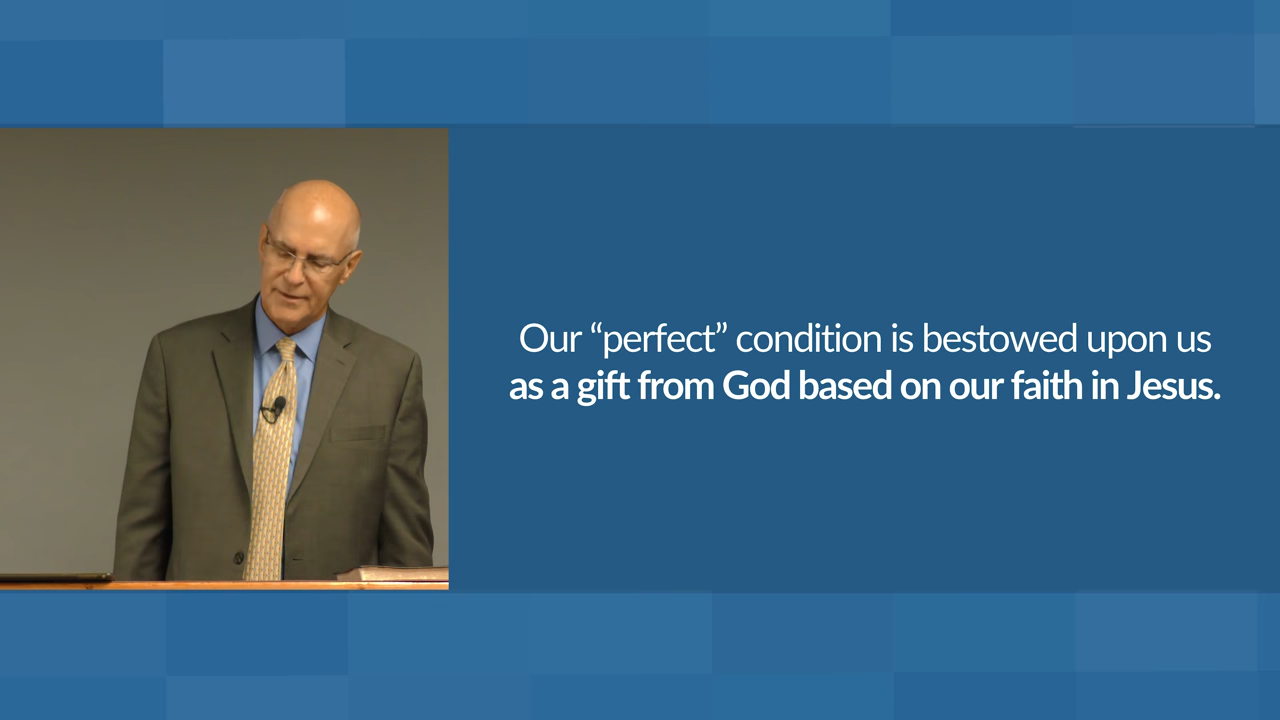 Our “perfect” condition is bestowed upon us
as a gift from God based on our faith in Jesus.